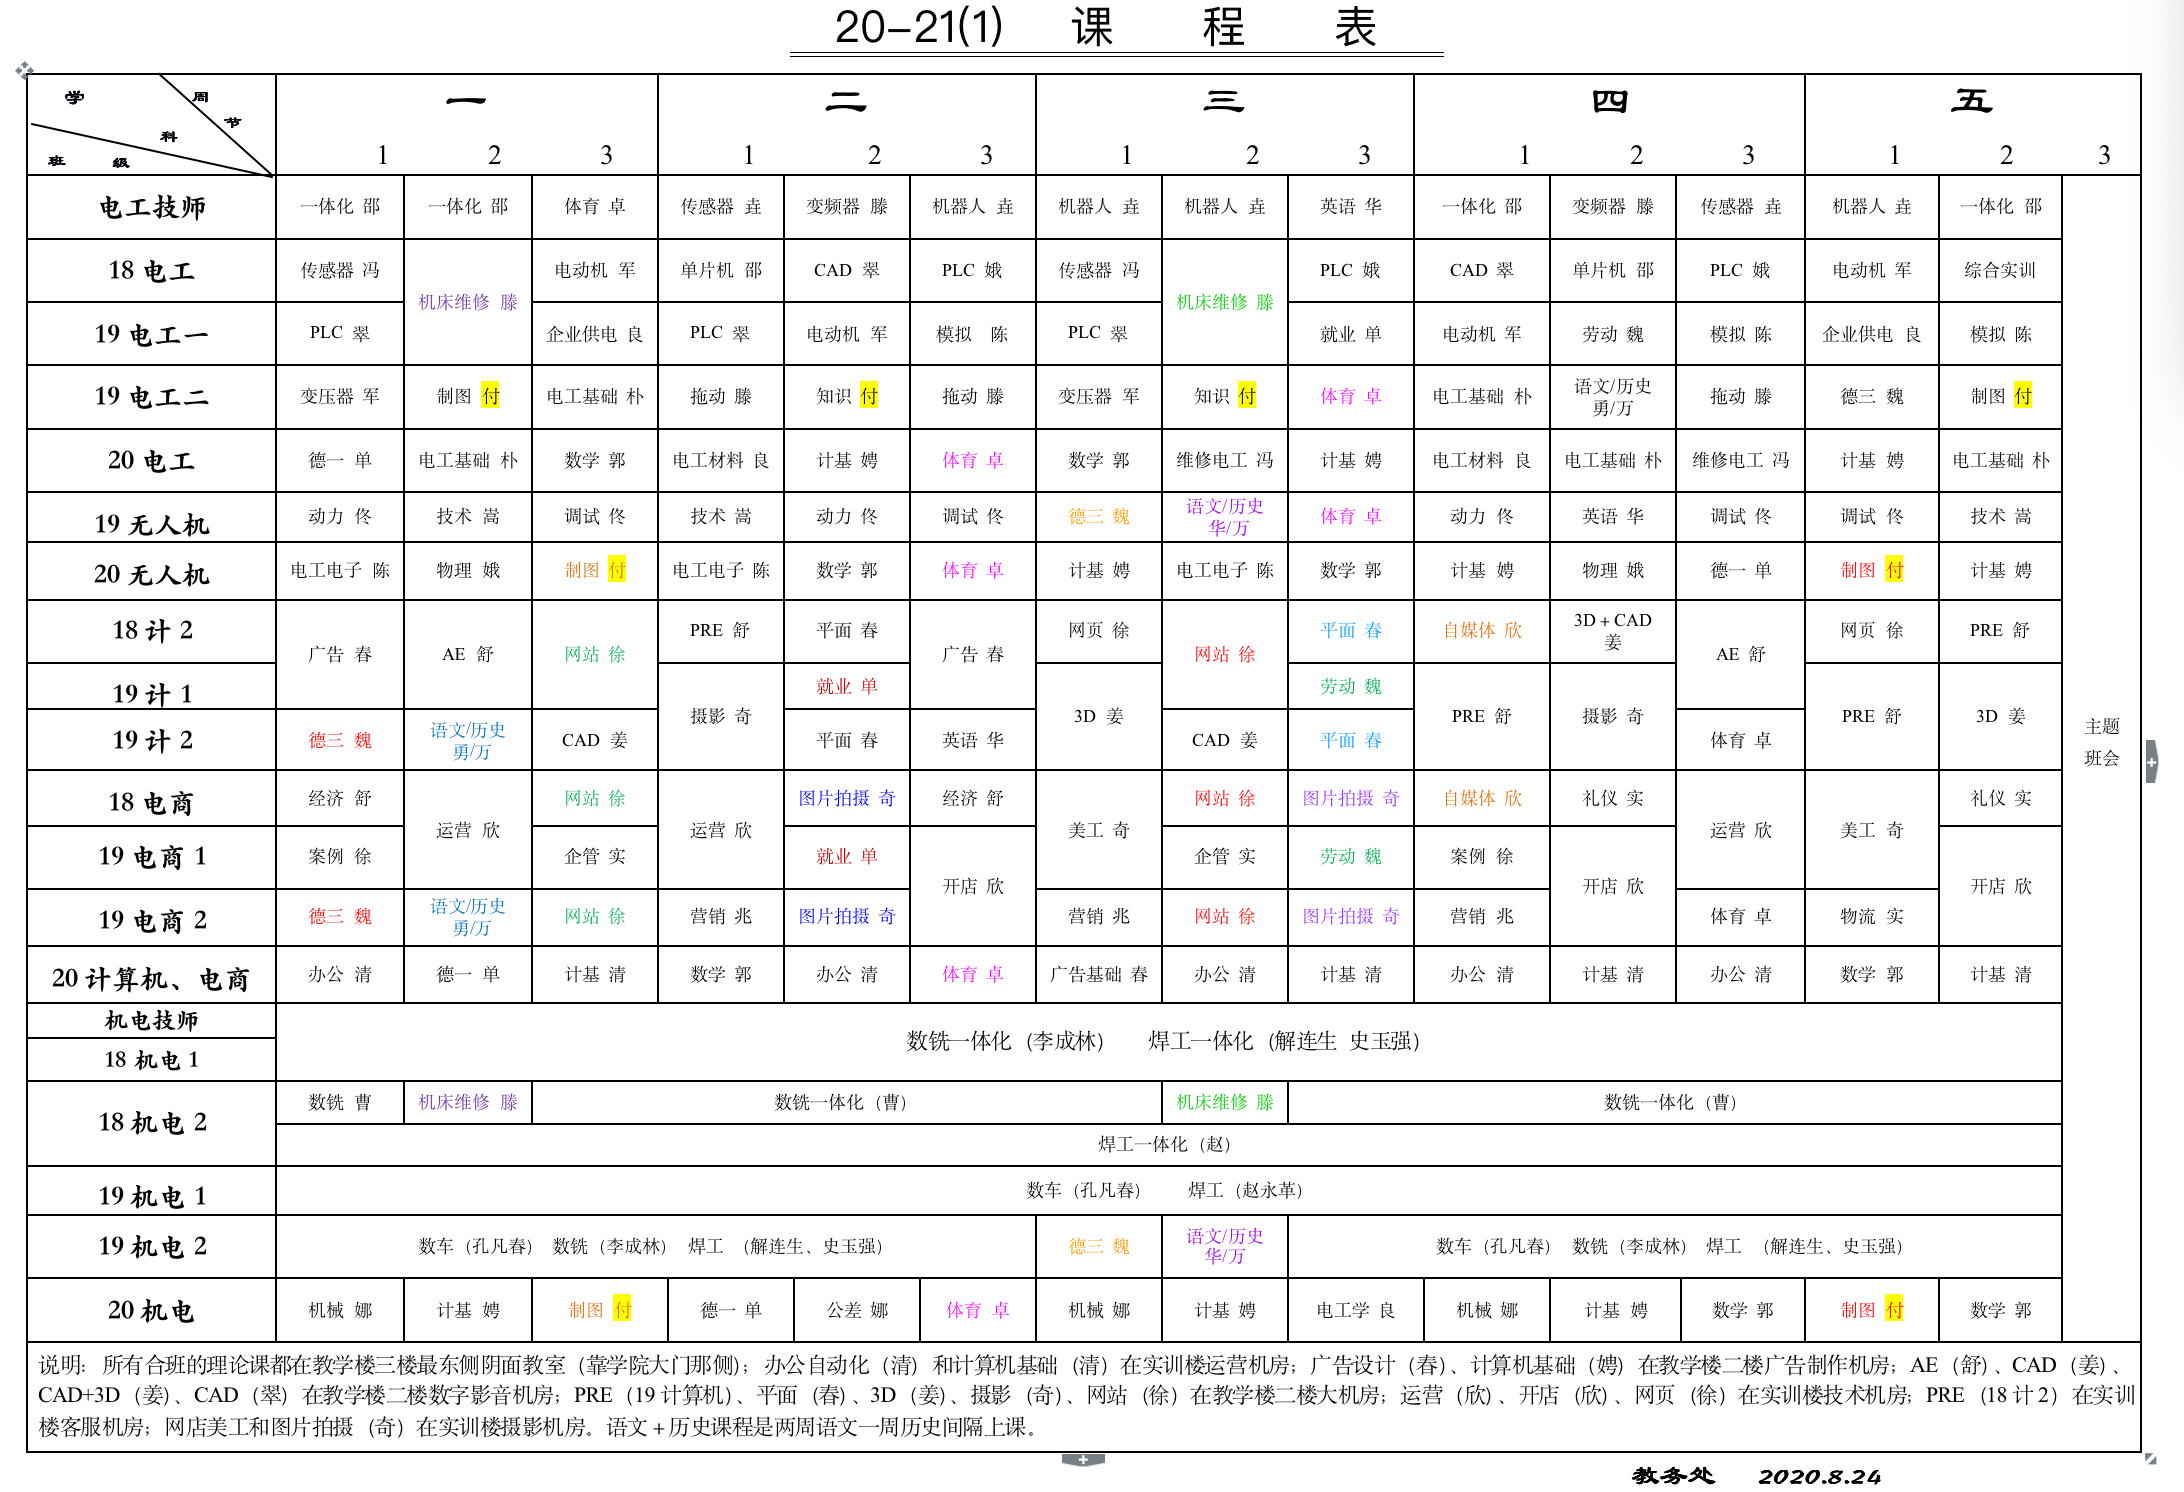 20-21(1) 课 程 表
学 周 节 科 班 级
一 二 三 四 五
1 2 3 1 2 3 1 2 3 1 2 3 1 2 3
电工技师 一体化 邵 一体化 邵 体育 卓 传感器 垚 变频器 滕 机器人 垚 机器人 垚 机器人 垚 英语 华 一体化 邵 变频器 滕 传感器 垚 机器人 垚 一体化 邵
18 电工 传感器 冯 机床维修 滕 电动机 军 单片机 邵 CAD 翠 PLC 娥 传感器 冯 机床维修 滕 PLC 娥 CAD 翠 单片机 邵 PLC 娥 电动机 军 综合实训
19 电工一 PLC 翠 企业供电 良 PLC 翠 电动机 军 模拟 陈 PLC 翠 就业 单 电动机 军 劳动 魏 模拟 陈 企业供电 良 模拟 陈
19 电工二 变压器 军 制图 付 电工基础 朴 拖动 滕 知识 付 拖动 滕 变压器 军 知识 付 体育 卓 电工基础 朴 语文/历史 勇/万 拖动 滕 德三 魏 制图 付
20 电工 德一 单 电工基础 朴 数学 郭 电工材料 良 计基 娉 体育 卓 数学 郭 维修电工 冯 计基 娉 电工材料 良 电工基础 朴 维修电工 冯 计基 娉 电工基础 朴
19 无人机 动力 佟 技术 嵩 调试 佟 技术 嵩 动力 佟 调试 佟 德三 魏 语文/历史 华/万 体育 卓 动力 佟 英语 华 调试 佟 调试 佟 技术 嵩
20 无人机 电工电子 陈 物理 娥 制图 付 电工电子 陈 数学 郭 体育 卓 计基 娉 电工电子 陈 数学 郭 计基 娉 物理 娥 德一 单 制图 付 计基 娉
18 计 2 广告 春 AE 舒 网站 徐 PRE 舒 平面 春 广告 春 网页 徐 网站 徐 平面 春 自媒体 欣 3D＋CAD 姜 AE 舒 网页 徐 PRE 舒
19 计 1 摄影 奇 就业 单 3D 姜 劳动 魏 PRE 舒 摄影 奇 PRE 舒 3D 姜
19 计 2 德三 魏 语文/历史 勇/万 CAD 姜 平面 春 英语 华 CAD 姜 平面 春 体育 卓
主题
班会
18 电商 经济 舒 运营 欣 网站 徐 运营 欣 图片拍摄 奇 经济 舒 美工 奇 网站 徐 图片拍摄 奇 自媒体 欣 礼仪 实 运营 欣 美工 奇 礼仪 实
19 电商 1 案例 徐 企管 实 就业 单 开店 欣 企管 实 劳动 魏 案例 徐 开店 欣 开店 欣
19 电商 2 德三 魏 语文/历史 勇/万 网站 徐 营销 兆 图片拍摄 奇 营销 兆 网站 徐 图片拍摄 奇 营销 兆 体育 卓 物流 实
20 计算机、电商 办公 清 德一 单 计基 清 数学 郭 办公 清 体育 卓 广告基础 春 办公 清 计基 清 办公 清 计基 清 办公 清 数学 郭 计基 清
机电技师
18 机电 1
数铣一体化（李成林） 焊工一体化（解连生 史玉强）
18 机电 2 数铣 曹 机床维修 滕 数铣一体化（曹） 机床维修 滕 数铣一体化（曹）
焊工一体化（赵）
19 机电 1 数车（孔凡春） 焊工（赵永革）
19 机电 2 数车（孔凡春） 数铣（李成林） 焊工 （解连生、史玉强） 德三 魏 语文/历史 华/万 数车（孔凡春） 数铣（李成林） 焊工 （解连生、史玉强）
20 机电 机械 娜 计基 娉 制图 付 德一 单 公差 娜 体育 卓 机械 娜 计基 娉 电工学 良 机械 娜 计基 娉 数学 郭 制图 付 数学 郭
说明：所有合班的理论课都在教学楼三楼最东侧阴面教室（靠学院大门那侧）；办公自动化（清）和计算机基础（清）在实训楼运营机房；广告设计（春）、计算机基础（娉）在教学楼二楼广告制作机房；AE（舒）、CAD（姜）、
CAD+3D（姜）、CAD（翠）在教学楼二楼数字影音机房；PRE（19 计算机）、平面（春）、3D（姜）、摄影（奇）、网站（徐）在教学楼二楼大机房；运营（欣）、开店（欣）、网页（徐）在实训楼技术机房；PRE（18 计 2）在实训
楼客服机房；网店美工和图片拍摄（奇）在实训楼摄影机房。语文＋历史课程是两周语文一周历史间隔上课。
教务处 2020.8.24